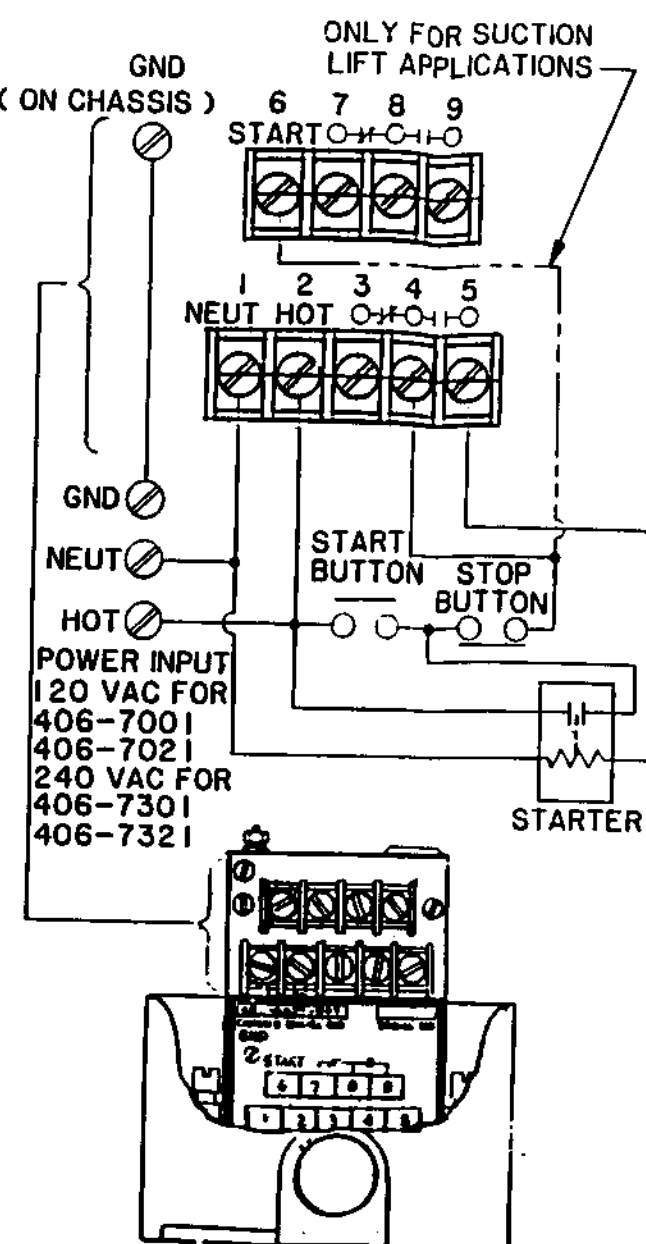 ONLY FOR SUCTION
LIFT APPLICATIONS
GND
( ON CHASSIS )
6 7 8 9
START
1 2 3 4 5
NEUT HOT
GND
NEUT
HOT
START
BUTTON
STOP
BUTTON
POWER INPUT
120 VAC FOR
406-7001
406-7021
240 VAC FOR
406-7301
406-7321
STARTER
GND
2 START
6 7 8 9
1 2 3 4 5